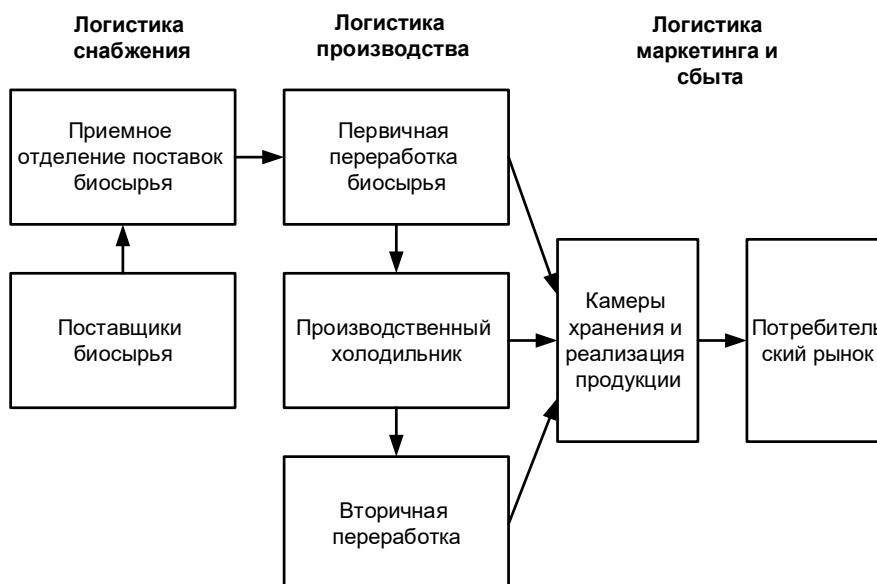 Логистика
снабжения
Логистика
производства
Логистика
маркетинга и
сбыта
Приемное
отделение поставок
биосырья
Первичная
переработка
биосырья
Поставщики
биосырья
Производственный
холодильник
Камеры
хранения и
реализация
продукции
Потребитель
ский рынок
Вторичная
переработка